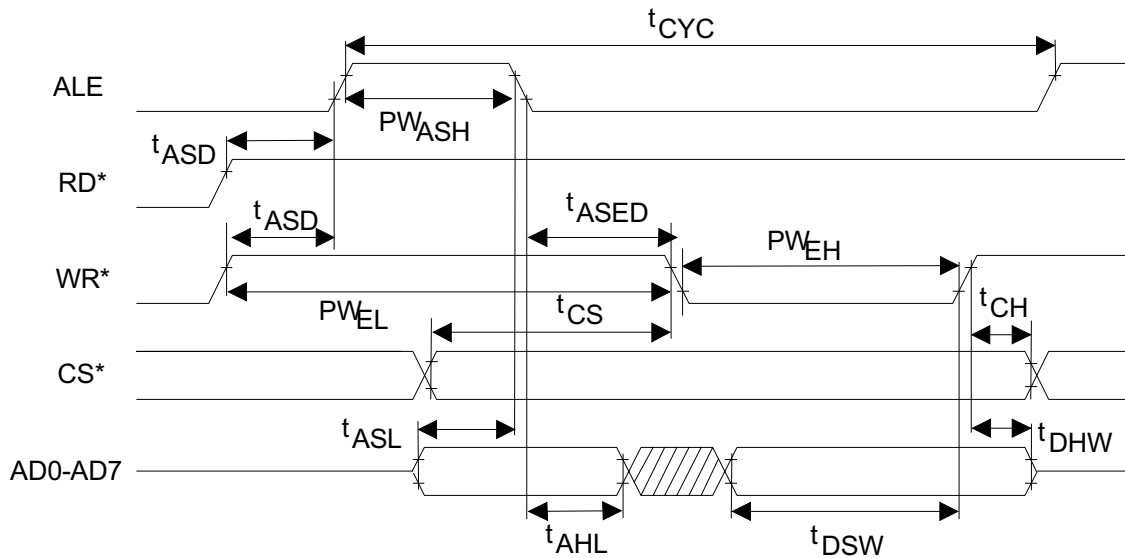 tCYC
ALE
PWASH
tASD
RD*
tASD
tASED
PWEH
WR*
PWEL
tCS
tCH
CS*
tASL
tDHW
AD0-AD7
tAHL
tDSW